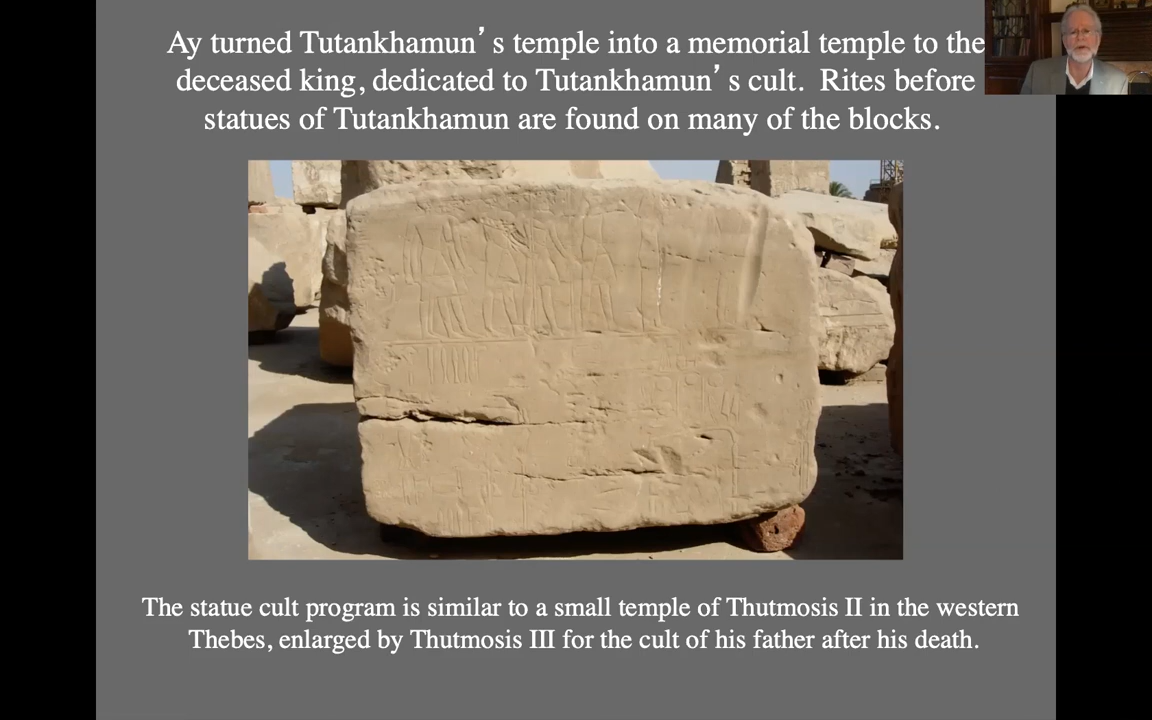 Ay turned Tutankhamun’s temple into a memorial temple to the
deceased king, dedicated to Tutankhamun’s cult.  Rites before
statues of Tutankhamun are found on many of the blocks.
The statue cult program is similar to a small temple of Thutmosis II in the western
Thebes, enlarged by Thutmosis III for the cult of his father after his death.